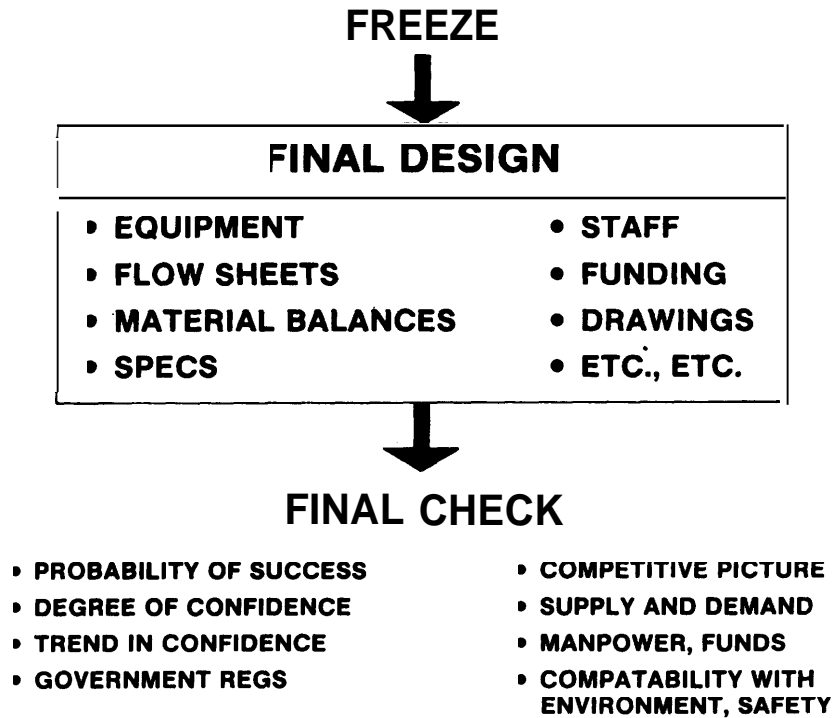 FREEZE
FINAL DESIGN
• EQUIPMENT
• FLOW SHEETS
• MATERIAL BALANCES
• SPECS
• STAFF
• FUNDING
• DRAWINGS
• ETC., ETC.
FINAL CHECK
• PROBABILITY OF SUCCESS
• DEGREE OF CONFIDENCE
• TREND IN CONFIDENCE
• GOVERNMENT REGS
• COMPETITIVE PICTURE
• SUPPLY AND DEMAND
• MANPOWER, FUNDS
• COMPATABILITY WITH
ENVIRONMENT, SAFETY